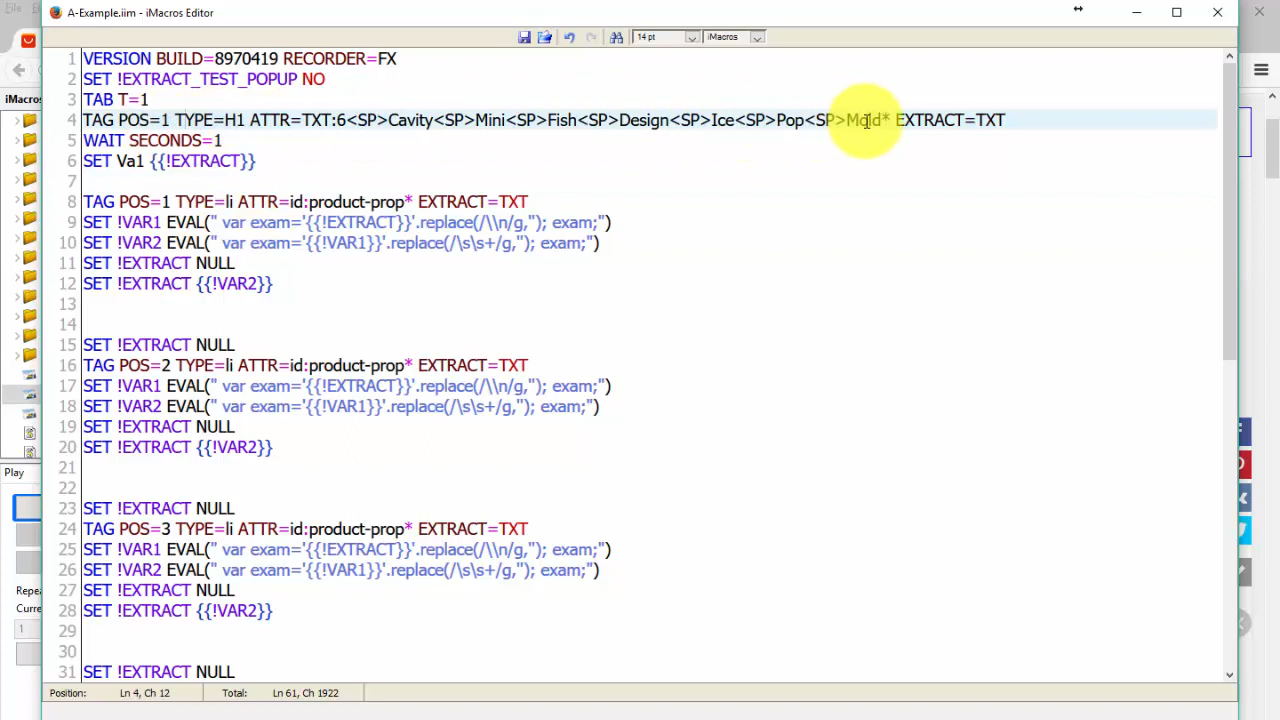 File
A-Example.iim - iMacros Editor
14 pt
iMacros
iMacros
1 VERSION BUILD=8970419 RECORDER=FX
2 SET !EXTRACT_TEST_POPUP NO
3 TAB T=1
4 TAG POS=1 TYPE=H1 ATTR=TXT:6<SP>Cavity<SP>Mini<SP>Fish<SP>Design<SP>Ice<SP>Pop<SP>Mold* EXTRACT=TXT
5 WAIT SECONDS=1
6 SET Va1 {{!EXTRACT}}
7
8 TAG POS=1 TYPE=li ATTR=id:product-prop* EXTRACT=TXT
9 SET !VAR1 EVAL(" var exam='{{!EXTRACT}}'.replace(/\\n/g,''); exam;")
10 SET !VAR2 EVAL(" var exam='{{!VAR1}}'.replace(/\s\s+/g,''); exam;")
11 SET !EXTRACT NULL
12 SET !EXTRACT {{!VAR2}}
13
14
15 SET !EXTRACT NULL
16 TAG POS=2 TYPE=li ATTR=id:product-prop* EXTRACT=TXT
17 SET !VAR1 EVAL(" var exam='{{!EXTRACT}}'.replace(/\\n/g,''); exam;")
18 SET !VAR2 EVAL(" var exam='{{!VAR1}}'.replace(/\s\s+/g,''); exam;")
19 SET !EXTRACT NULL
20 SET !EXTRACT {{!VAR2}}
21
22
23 SET !EXTRACT NULL
24 TAG POS=3 TYPE=li ATTR=id:product-prop* EXTRACT=TXT
25 SET !VAR1 EVAL(" var exam='{{!EXTRACT}}'.replace(/\\n/g,''); exam;")
26 SET !VAR2 EVAL(" var exam='{{!VAR1}}'.replace(/\s\s+/g,''); exam;")
27 SET !EXTRACT NULL
28 SET !EXTRACT {{!VAR2}}
29
30
31 SET !EXTRACT NULL
Play
Repea
Curre
1
Position: Ln 4, Ch 12 Total: Ln 61, Ch 1922